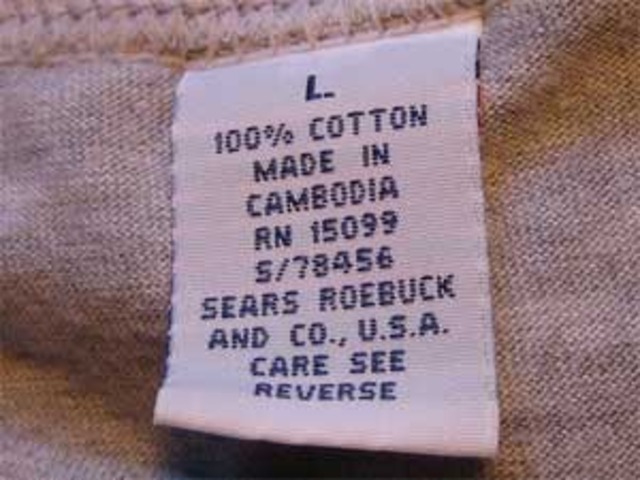 L.
100% COTTON
MADE IN
CAMBODIA
RN 15099
S/78456
SEARS ROEBUCK
AND CO., U.S.A.
CARE SEE
REVERSE